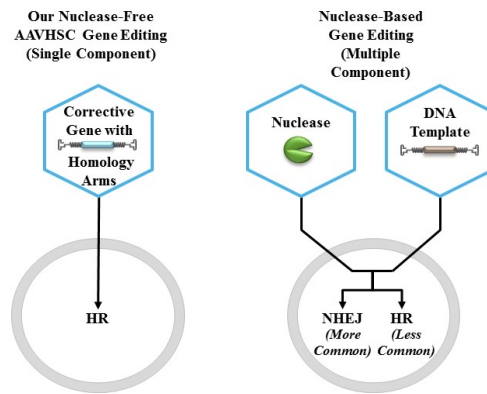 Our Nuclease-Free
AAVHSC Gene Editing
(Single Component)
Nuclease-Based
Gene Editing
(Multiple
Component)
Corrective
Gene with
Homology
Arms
Nuclease
DNA
Template
HR
NHEJ
(More
Common)
HR
(Less
Common)